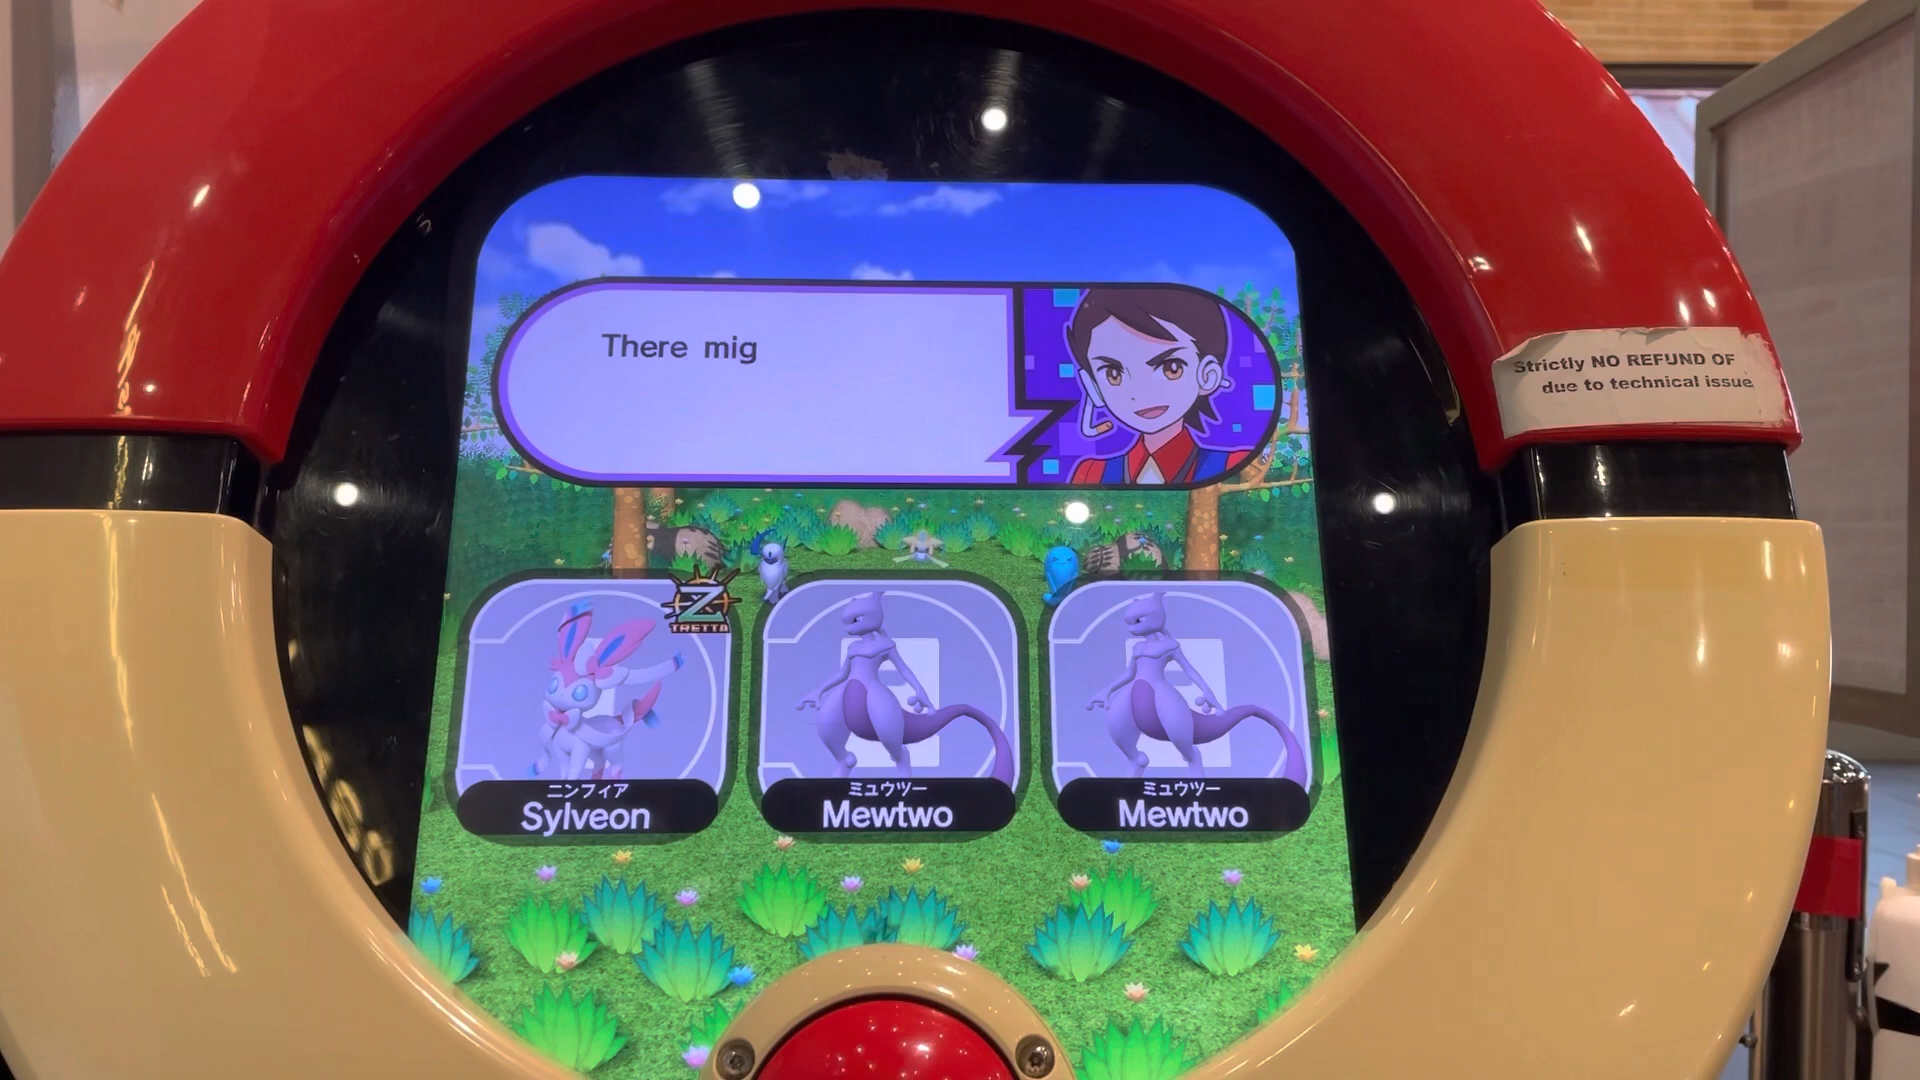 There mig
Strictly NO REFUND OF
due to technical issue
Z
TRETTA
ニンフィア
Sylveon
ミュウツー
Mewtwo
ミュウツー
Mewtwo